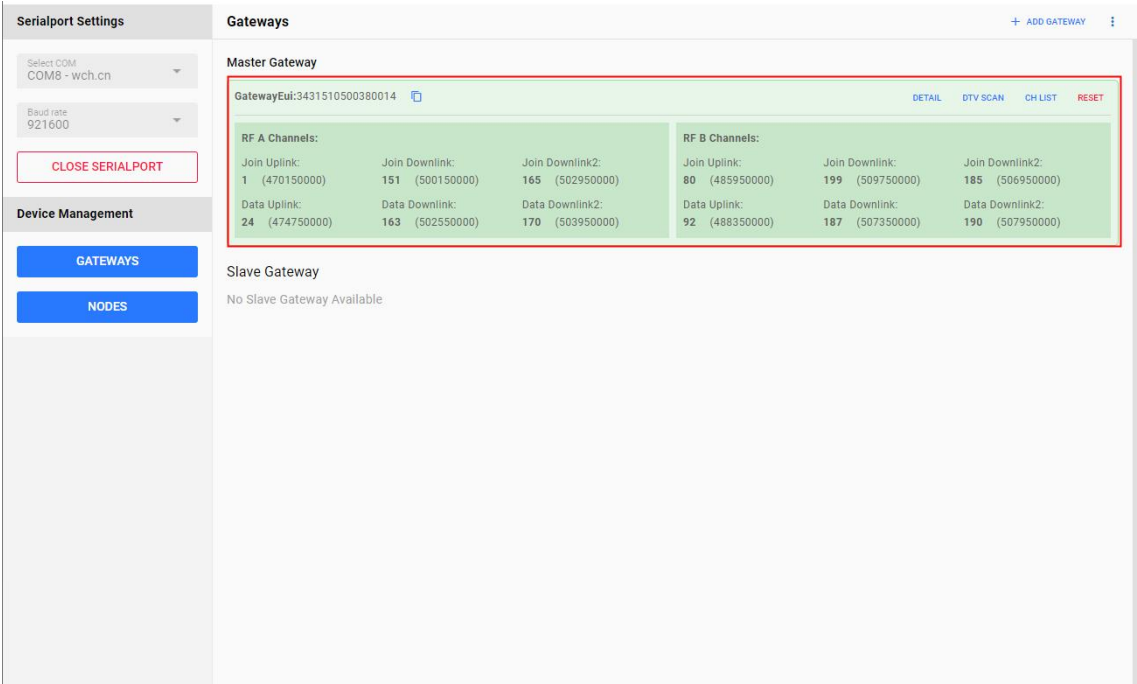 Serialport Settings
Select COM
COM8 - wch.cn
Baud rate
921600
CLOSE SERIALPORT
Device Management
GATEWAYS
NODES
Gateways
+ ADD GATEWAY
Master Gateway
GatewayEui:3431510500380014
DETAIL DTV SCAN CH LIST RESET
RF A Channels:
Join Uplink: Join Downlink: Join Downlink2:
1 (470150000) 151 (500150000) 165 (502950000)
Data Uplink: Data Downlink: Data Downlink2:
24 (474750000) 163 (502550000) 170 (503950000)
RF B Channels:
Join Uplink: Join Downlink: Join Downlink2:
80 (485950000) 199 (509750000) 185 (506950000)
Data Uplink: Data Downlink: Data Downlink2:
92 (488350000) 187 (507350000) 190 (507950000)
Slave Gateway
No Slave Gateway Available